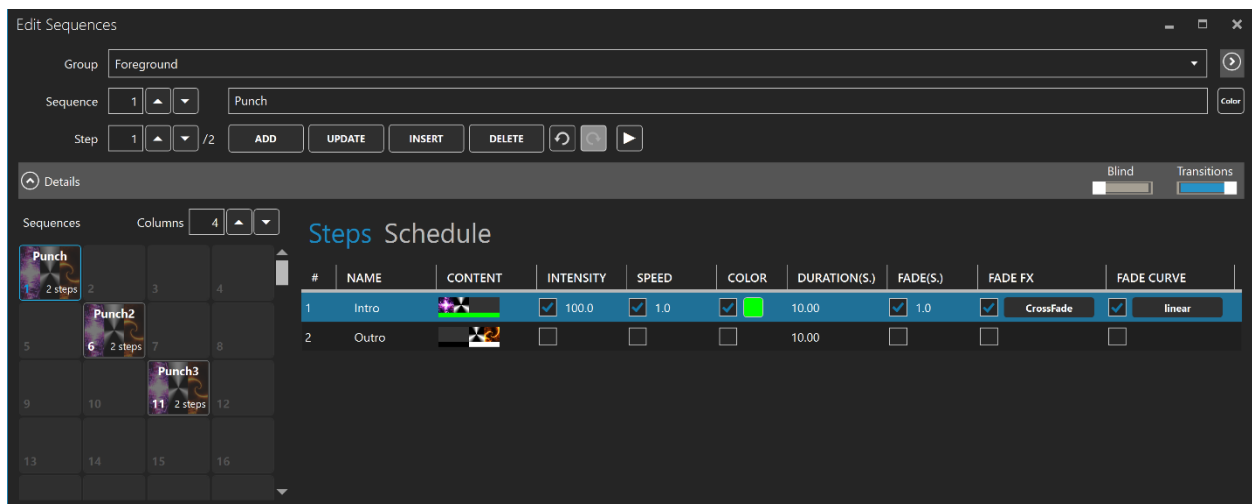 Edit Sequences
Group Foreground
Sequence 1 Punch Color
Step 1 /2 ADD UPDATE INSERT DELETE
Details Blind Transitions
Sequences Columns 4
Steps Schedule
Punch
1 2 steps 2 3 4
# NAME CONTENT INTENSITY SPEED COLOR DURATION(S.) FADE(S.) FADE FX FADE CURVE
1 Intro 100.0 1.0 10.00 1.0 CrossFade linear
2 Outro 10.00
Punch2
5 6 2 steps 7 8
Punch3
9 10 11 2 steps 12
13 14 15 16